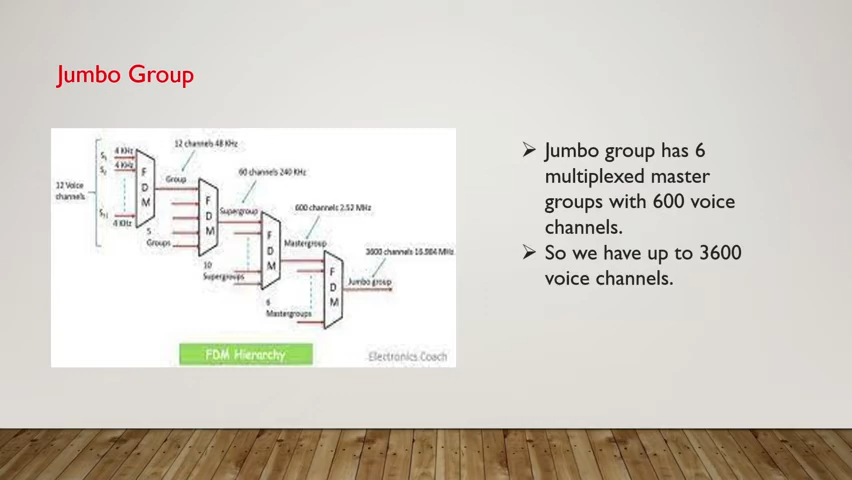 Jumbo Group
12 channels 48 KHz
4 KHz
S1
4 KHz
S2
F
D
M
Group
60 channels 240 KHz
12 Voice
channels
F
D
M
Supergroup
600 channels 2.52 MHz
S12
4 KHz
5
Groups
F
D
M
Mastergroup
3600 channels 16.984 MHz
10
Supergroups
F
D
M
Jumbo group
6
Mastergroups
FDM Hierarchy
Electronics Coach
➢ Jumbo group has 6
multiplexed master
groups with 600 voice
channels.
➢ So we have up to 3600
voice channels.